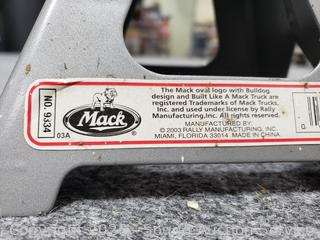 NO. 9334
03A
Mack
®
The Mack oval logo with Bulldog
design and Built Like A Mack Truck are
registered Trademarks of Mack Trucks,
Inc. and used under license by Rally
Manufacturing,Inc. All rights reserved.
MANUFACTURED BY:
© 2003 RALLY MANUFACTURING, INC.
MIAMI, FLORIDA 33014 MADE IN CHINA